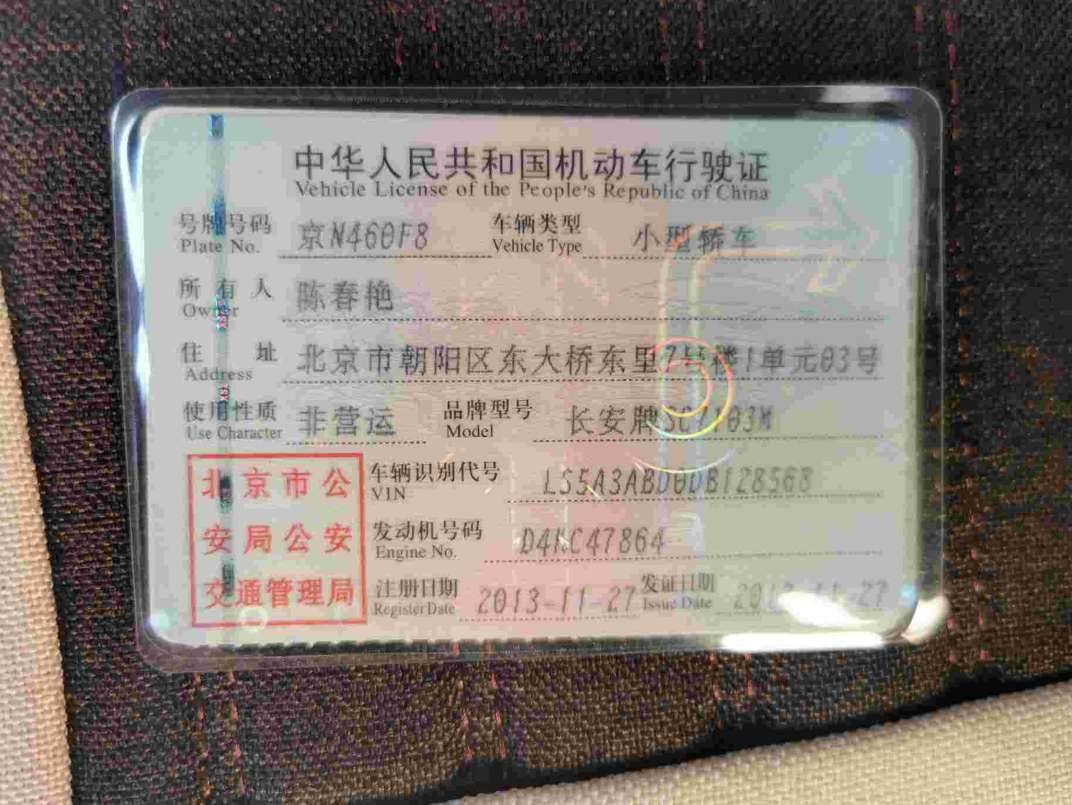 中华人民共和国机动车行驶证
Vehicle License of the People's Republic of China
号牌号码 京N460F8 车辆类型 小型轿车
Plate No. Vehicle Type
所有人 陈春艳
Owner
住址 北京市朝阳区东大桥东里7号楼1单元03号
Address
使用性质 非营运 品牌型号 长安牌SC7103M
Use Character Model
北京市公
安局公安
交通管理局
车辆识别代号 LS5A3ABD0DB128568
VIN
发动机号码 D4KC47864
Engine No.
注册日期 2013-11-27 发证日期
Register Date Issue Date